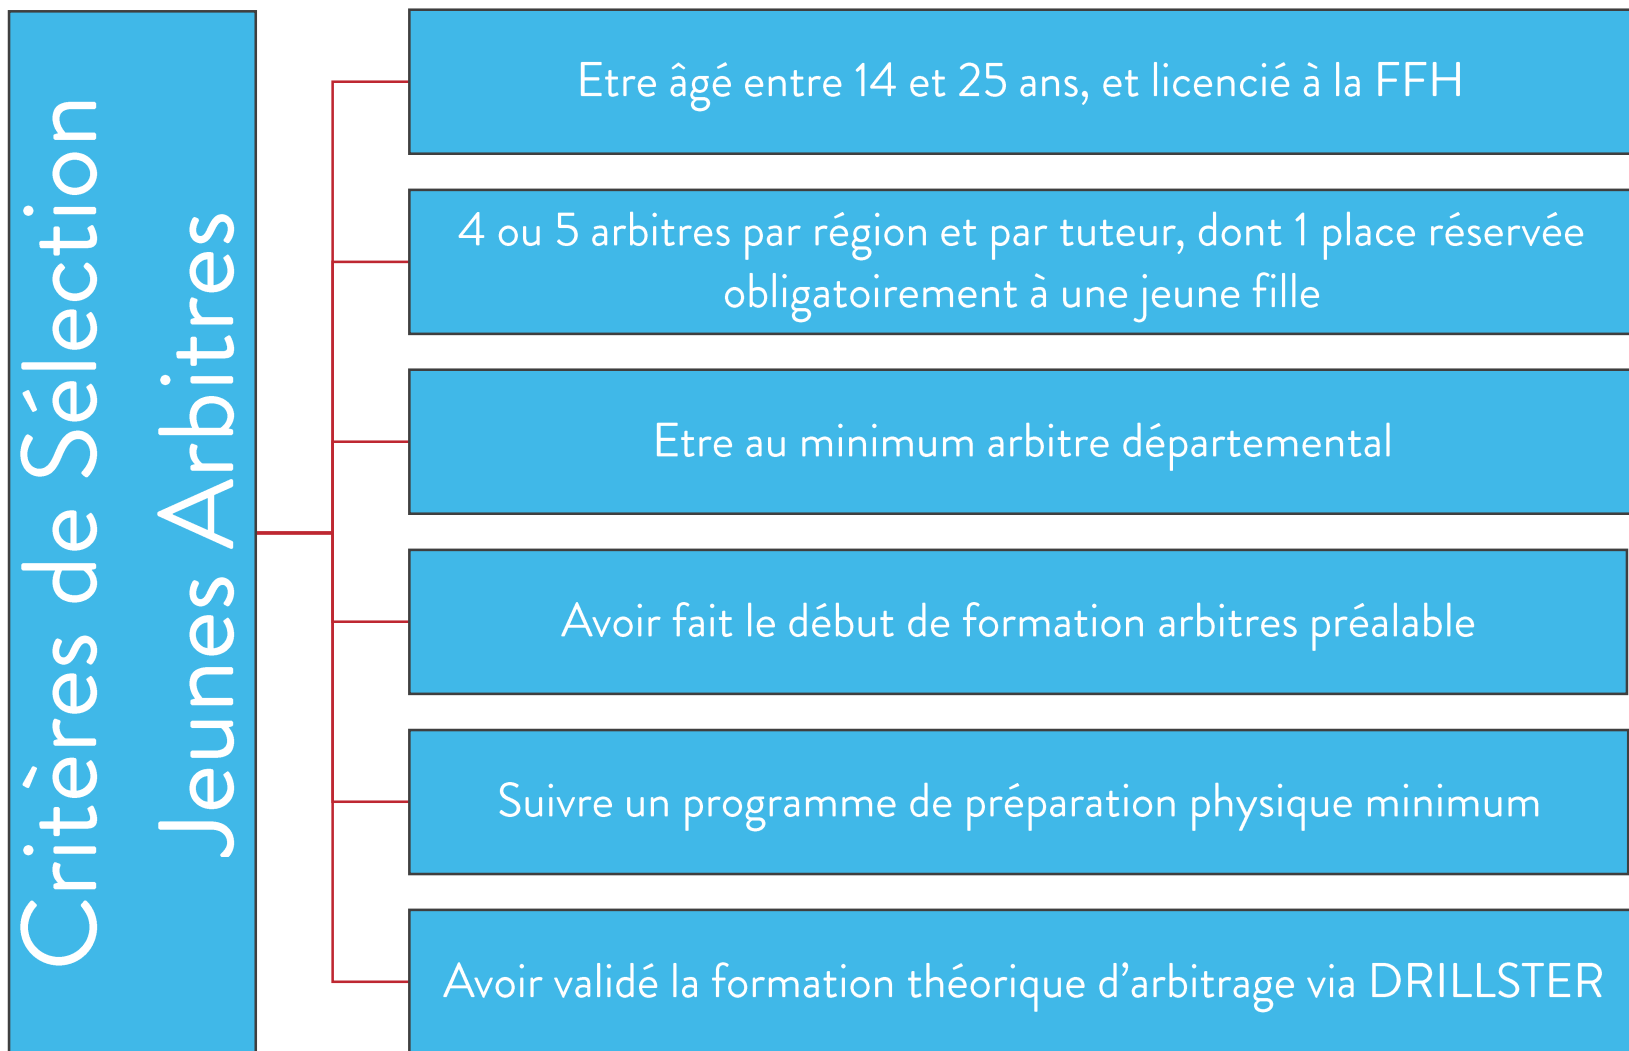 Critères de Sélection
Jeunes Arbitres
Etre âgé entre 14 et 25 ans, et licencié à la FFH
4 ou 5 arbitres par région et par tuteur, dont 1 place réservée
obligatoirement à une jeune fille
Etre au minimum arbitre départemental
Avoir fait le début de formation arbitres préalable
Suivre un programme de préparation physique minimum
Avoir validé la formation théorique d’arbitrage via DRILLSTER